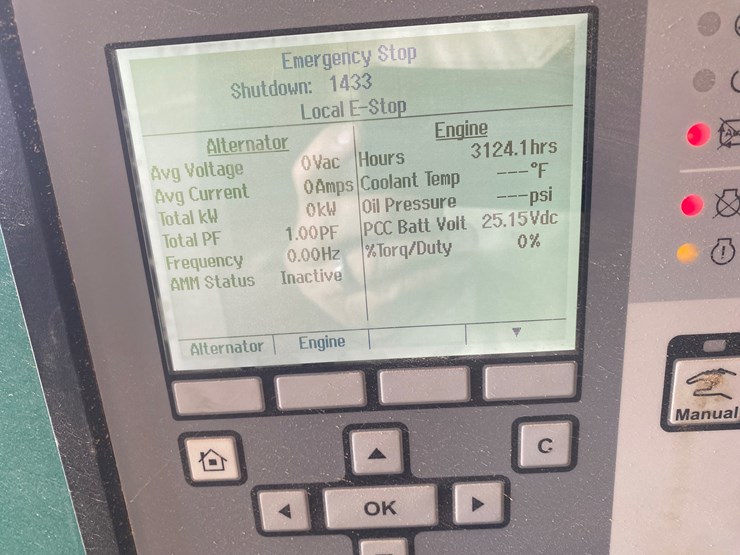 Emergency Stop
Shutdown: 1433
Local E-Stop
Alternator
Avg Voltage 0Vac
Avg Current 0Amps
Total kW 0kW
Total PF 1.00PF
Frequency 0.00Hz
AMM Status Inactive
Engine
Hours 3124.1hrs
Coolant Temp ---°F
Oil Pressure ---psi
PCC Batt Volt 25.15Vdc
%Torq/Duty 0%
Alternator Engine ▼
Manual
OK